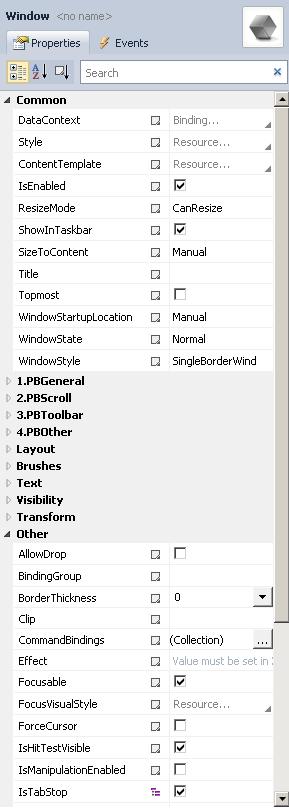 Window <no name>
Properties Events
A Z
Search
Common
DataContext Binding...
Style Resource...
ContentTemplate Resource...
IsEnabled
ResizeMode CanResize
ShowInTaskbar
SizeToContent Manual
Title
Topmost
WindowStartupLocation Manual
WindowState Normal
WindowStyle SingleBorderWind
1.PBGeneral
2.PBScroll
3.PBToolbar
4.PBOther
Layout
Brushes
Text
Visibility
Transform
Other
AllowDrop
BindingGroup
BorderThickness 0
Clip
CommandBindings (Collection) ...
Effect Value must be set in
Focusable
FocusVisualStyle Resource...
ForceCursor
IsHitTestVisible
IsManipulationEnabled
IsTabStop